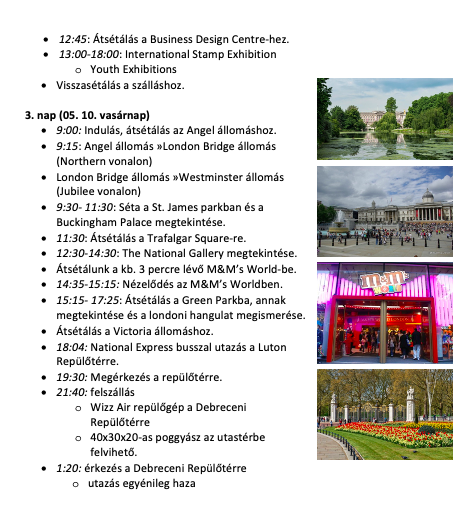 • 12:45: Átsétálás a Business Design Centre-hez.
• 13:00-18:00: International Stamp Exhibition
o Youth Exhibitions
• Visszasétálás a szálláshoz.
3. nap (05. 10. vasárnap)
• 9:00: Indulás, átsétálás az Angel állomáshoz.
• 9:15: Angel állomás »London Bridge állomás
(Northern vonalon)
• London Bridge állomás »Westminster állomás
(Jubilee vonalon)
• 9:30- 11:30: Séta a St. James parkban és a
Buckingham Palace megtekintése.
• 11:30: Átsétálás a Trafalgar Square-re.
• 12:30-14:30: The National Gallery megtekintése.
• Átsétálunk a kb. 3 percre lévő M&M's World-be.
• 14:35-15:15: Nézelődés az M&M's Worldben.
• 15:15- 17:25: Átsétálás a Green Parkba, annak
megtekintése és a londoni hangulat megismerése.
• Átsétálás a Victoria állomáshoz.
• 18:04: National Express busszal utazás a Luton
Repülőtérre.
• 19:30: Megérkezés a repülőtérre.
• 21:40: felszállás
o Wizz Air repülőgép a Debreceni
Repülőtérre
o 40x30x20-as poggyász az utastérbe
felvihető.
• 1:20: érkezés a Debreceni Repülőtérre
o utazás egyénileg haza
m&m's